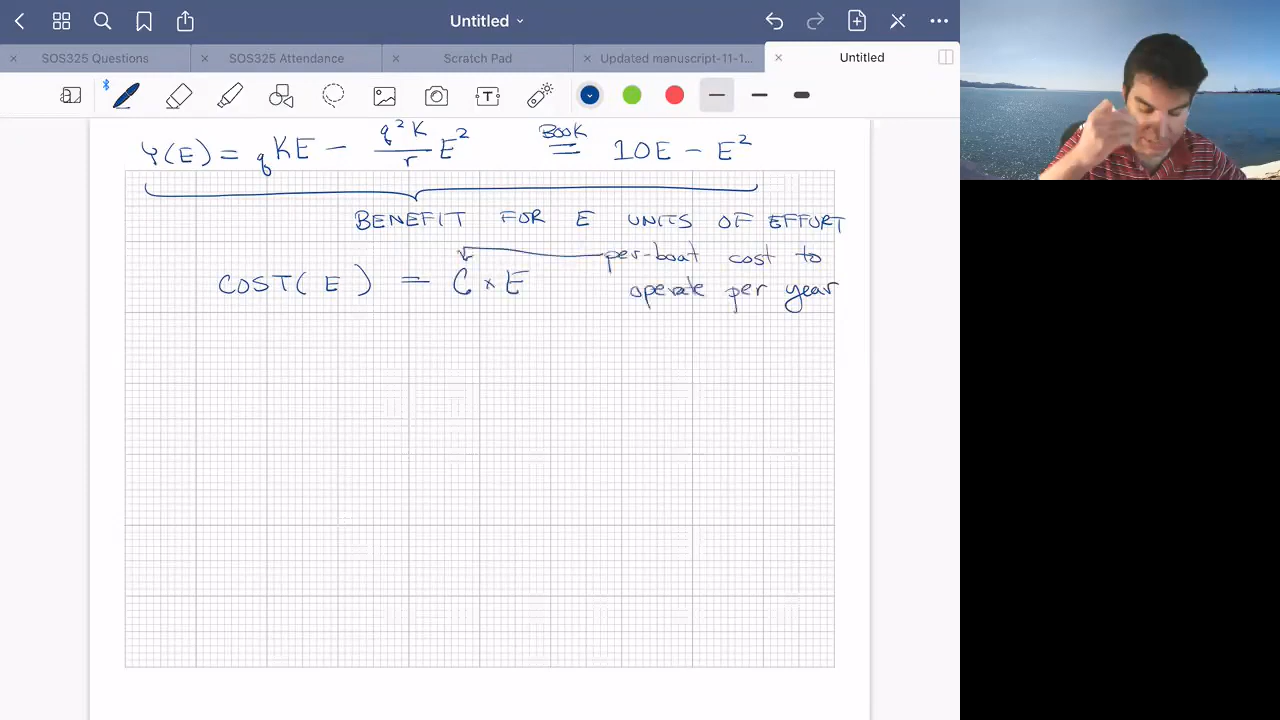 Untitled
SOS325 Questions
SOS325 Attendance
Scratch Pad
Updated manuscript-11-1...
Untitled
Y(E) = qKE - q²K/r E² Book = 10E - E²
BENEFIT FOR E UNITS OF EFFORT
per-boat cost to
COST(E) = C × E
operate per year